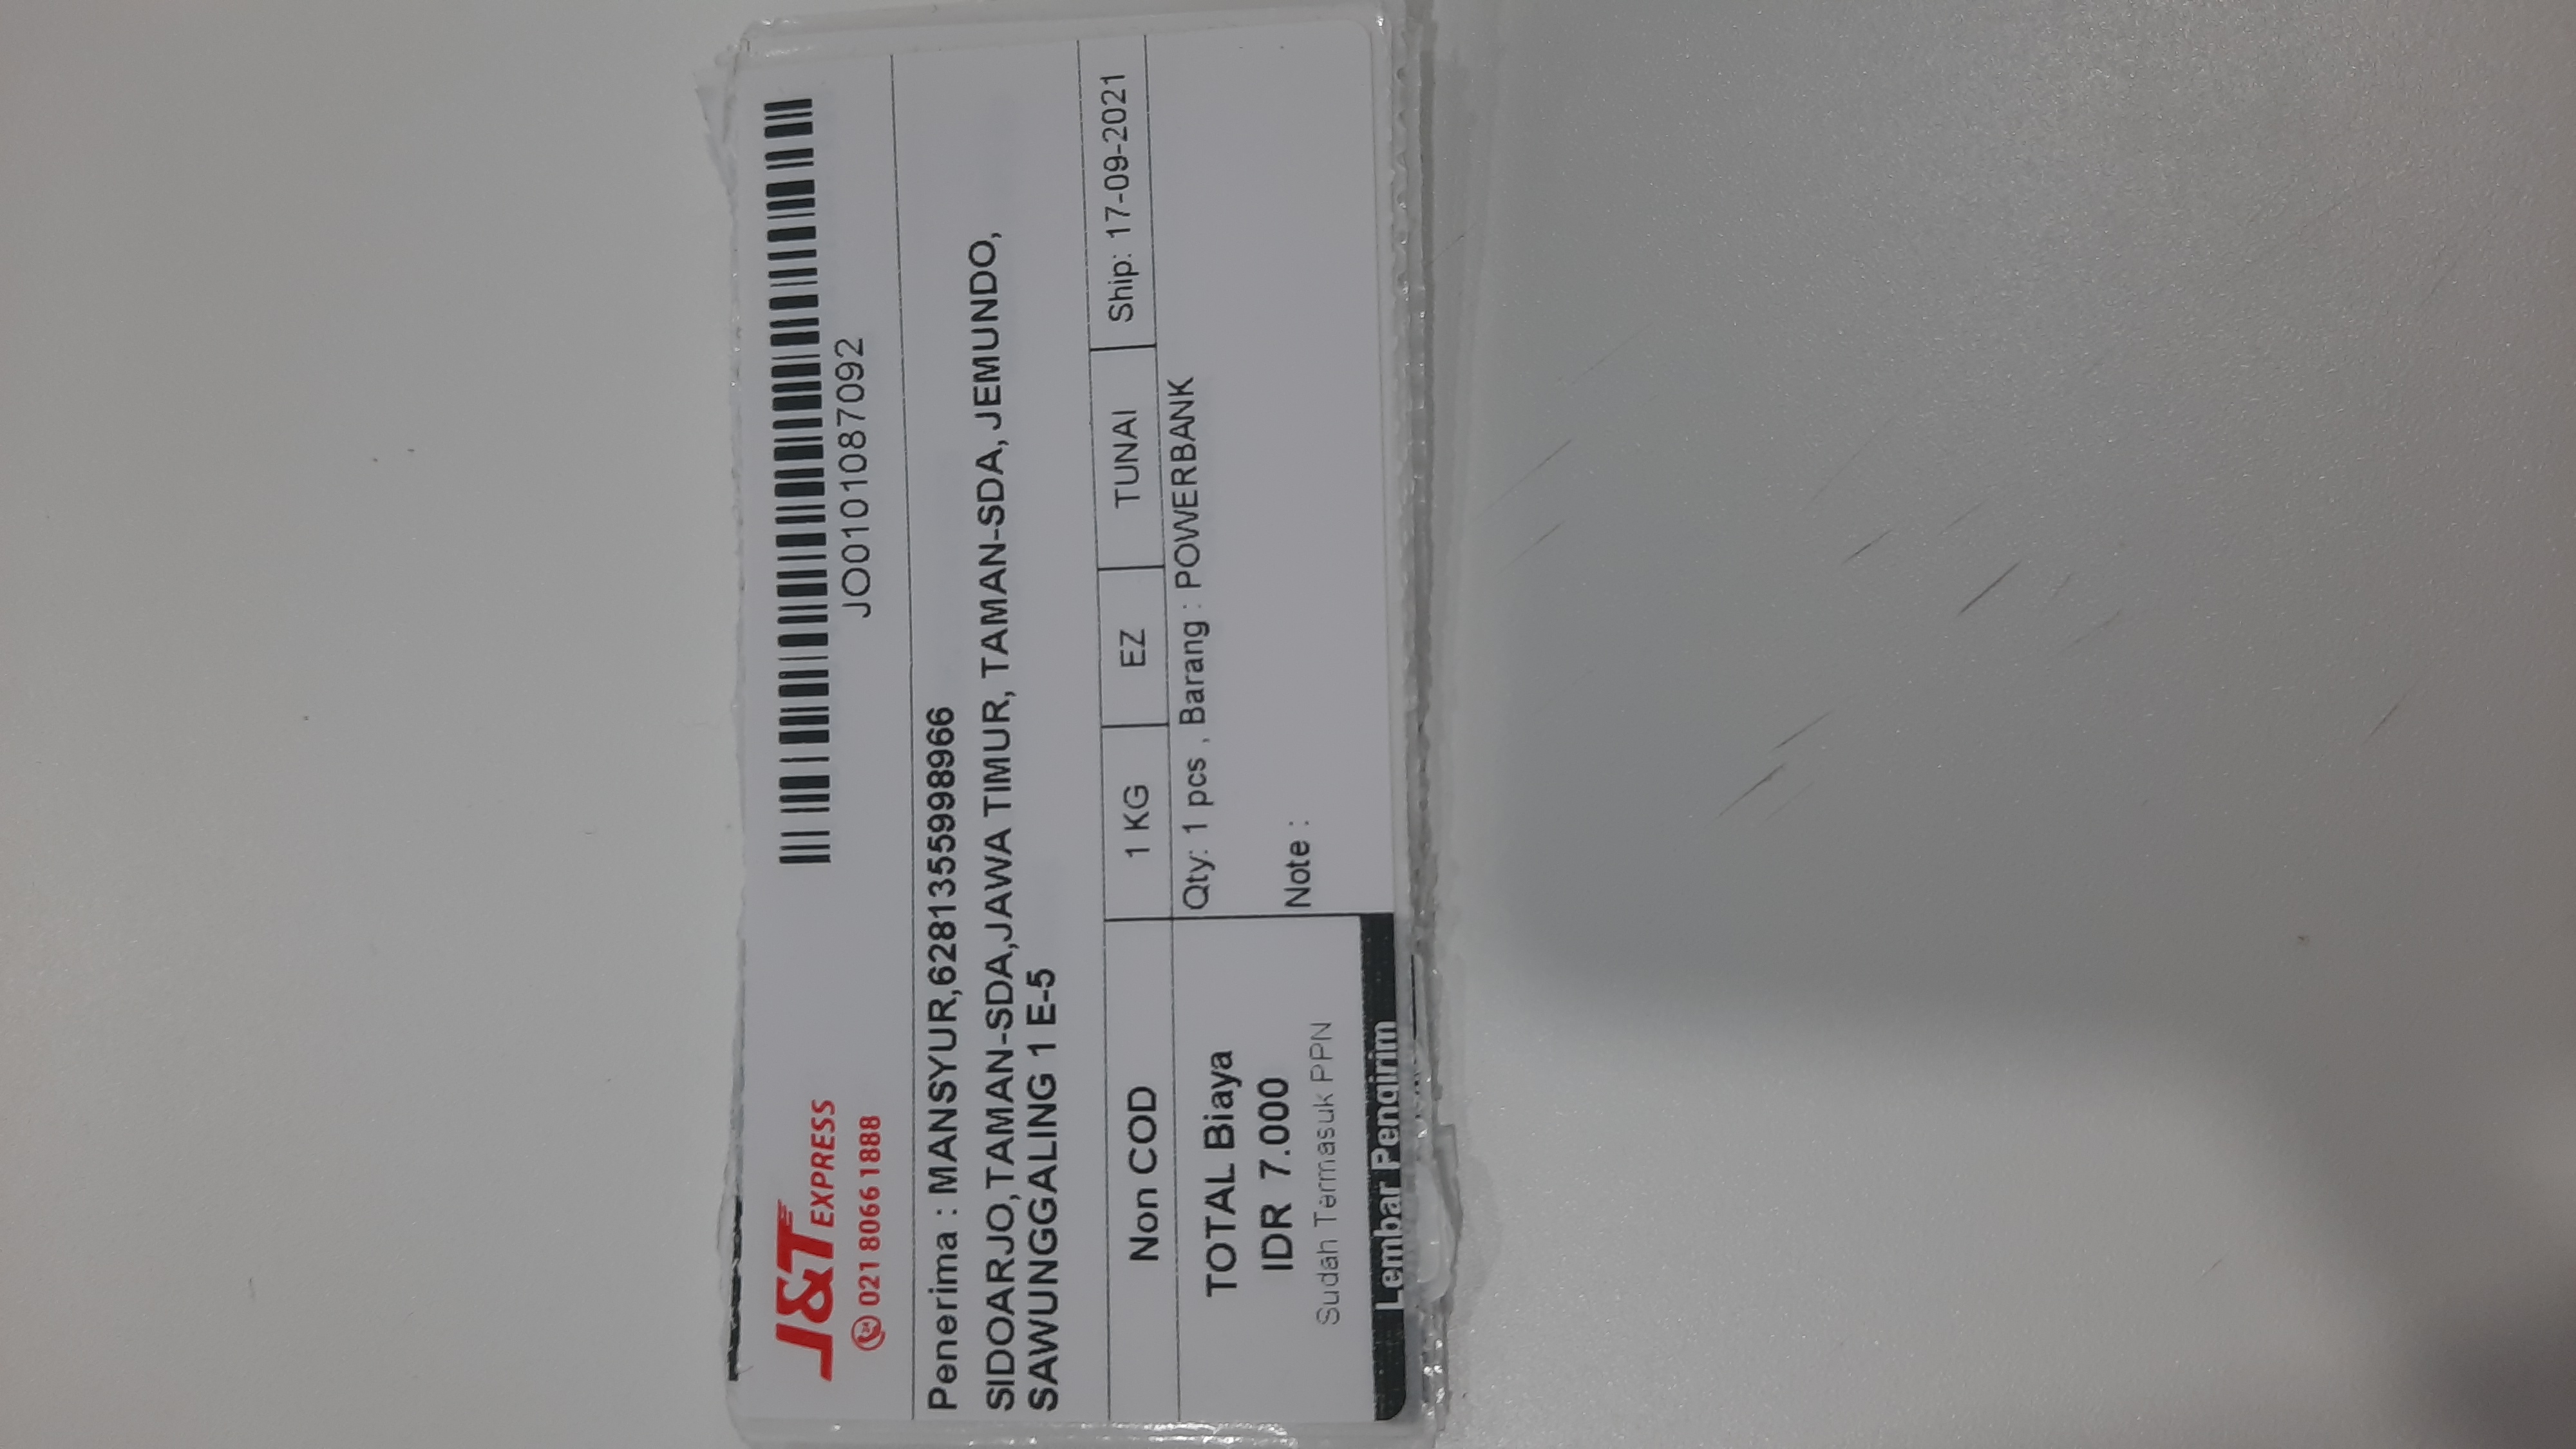 J&T EXPRESS
021 8066 1888
JO0101087092
Penerima : MANSYUR,6281355998966
SIDOARJO,TAMAN-SDA,JAWA TIMUR, TAMAN-SDA, JEMUNDO,
SAWUNGGALING 1 E-5
Non COD
1 KG
EZ
TUNAI
Ship: 17-09-2021
TOTAL Biaya
IDR 7.000
Sudah Termasuk PPN
Lembar Pengirim
Qty: 1 pcs , Barang : POWERBANK
Note :